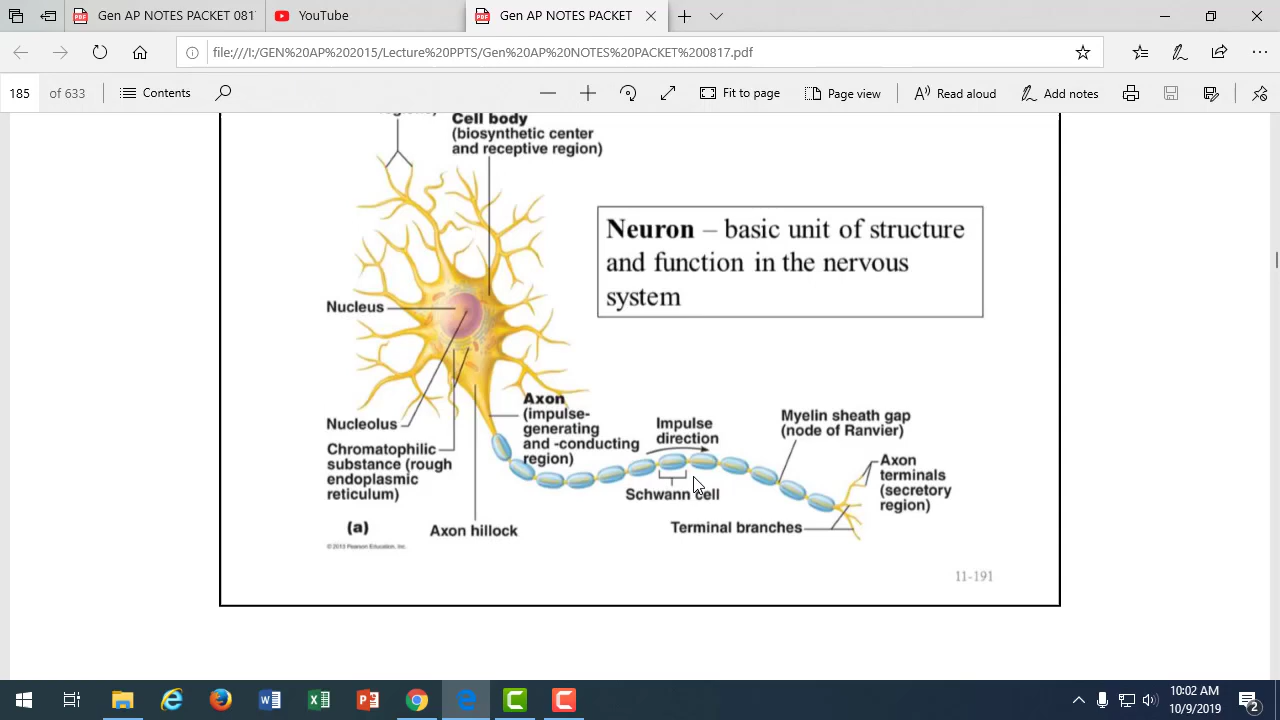 Gen AP NOTES PACKET 081
YouTube
Gen AP NOTES PACKET
file:///I:/GEN%20AP%202015/Lecture%20PPTS/Gen%20AP%20NOTES%20PACKET%200817.pdf
185 of 633 Contents Fit to page Page view Read aloud Add notes
Cell body
(biosynthetic center
and receptive region)
Neuron – basic unit of structure
and function in the nervous
system
Nucleus
Nucleolus
Chromatophilic
substance (rough
endoplasmic
reticulum)
(a)
Axon hillock
Axon
(impulse-
generating
and -conducting
region)
Impulse
direction
Schwann cell
Myelin sheath gap
(node of Ranvier)
Axon
terminals
(secretory
region)
Terminal branches
© 2013 Pearson Education, Inc.
11-191
10:02 AM
10/9/2019
2